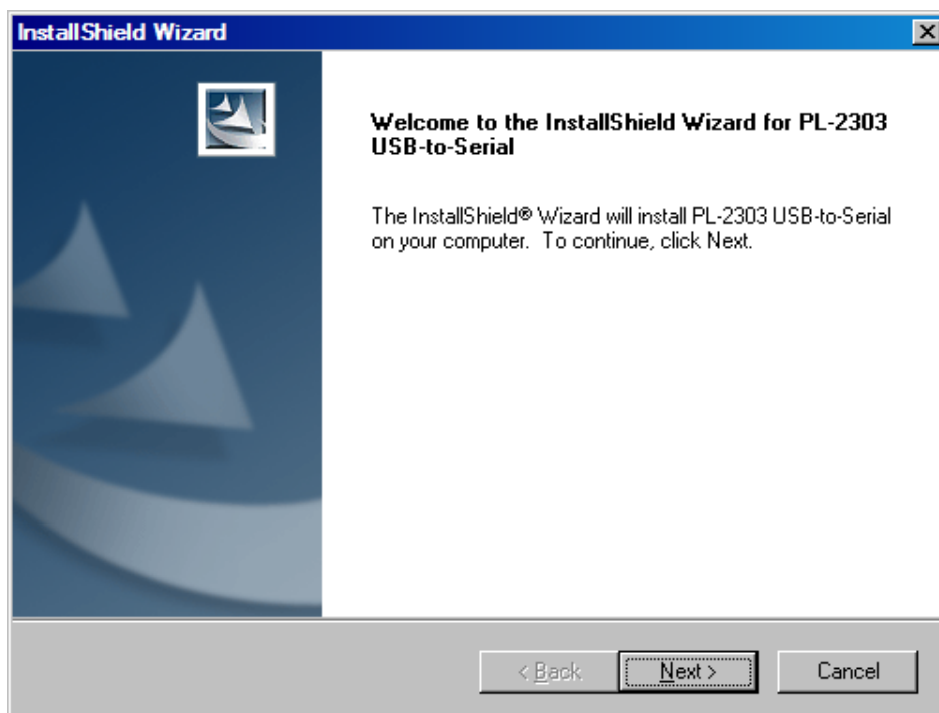 InstallShield Wizard
Welcome to the InstallShield Wizard for PL-2303
USB-to-Serial
The InstallShield® Wizard will install PL-2303 USB-to-Serial
on your computer.  To continue, click Next.
< Back
Next >
Cancel